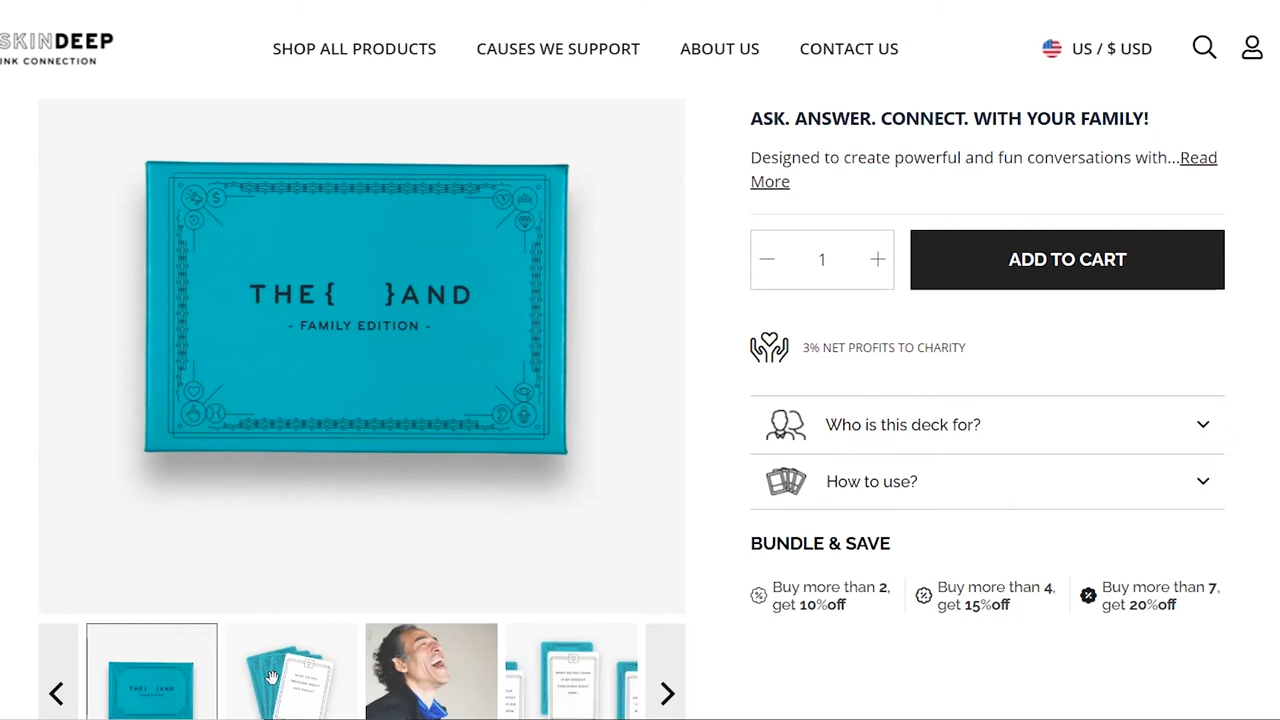 SKINDEEP
INK CONNECTION
SHOP ALL PRODUCTS
CAUSES WE SUPPORT
ABOUT US
CONTACT US
US / $ USD
THE{ }AND
- FAMILY EDITION -
ASK. ANSWER. CONNECT. WITH YOUR FAMILY!
Designed to create powerful and fun conversations with...Read
More
1
ADD TO CART
3% NET PROFITS TO CHARITY
Who is this deck for?
How to use?
BUNDLE & SAVE
Buy more than 2,
get 10%off
Buy more than 4,
get 15%off
Buy more than 7,
get 20%off
THE{ }AND